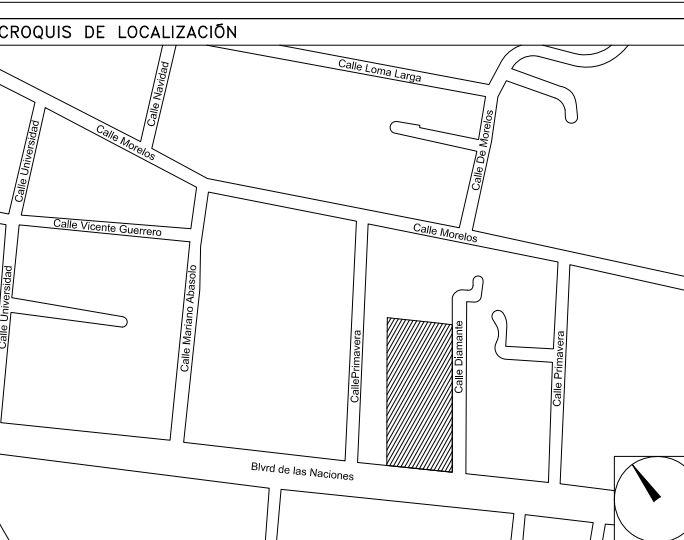 CROQUIS DE LOCALIZACIÓN
Calle Loma Larga
Calle Navidad
Calle Morelos
Calle De Morelos
Calle Universidad
Calle Vicente Guerrero
Calle Morelos
Calle Universidad
Calle Mariano Abasolo
CallePrimavera
Calle Diamante
Calle Primavera
Blvrd de las Naciones